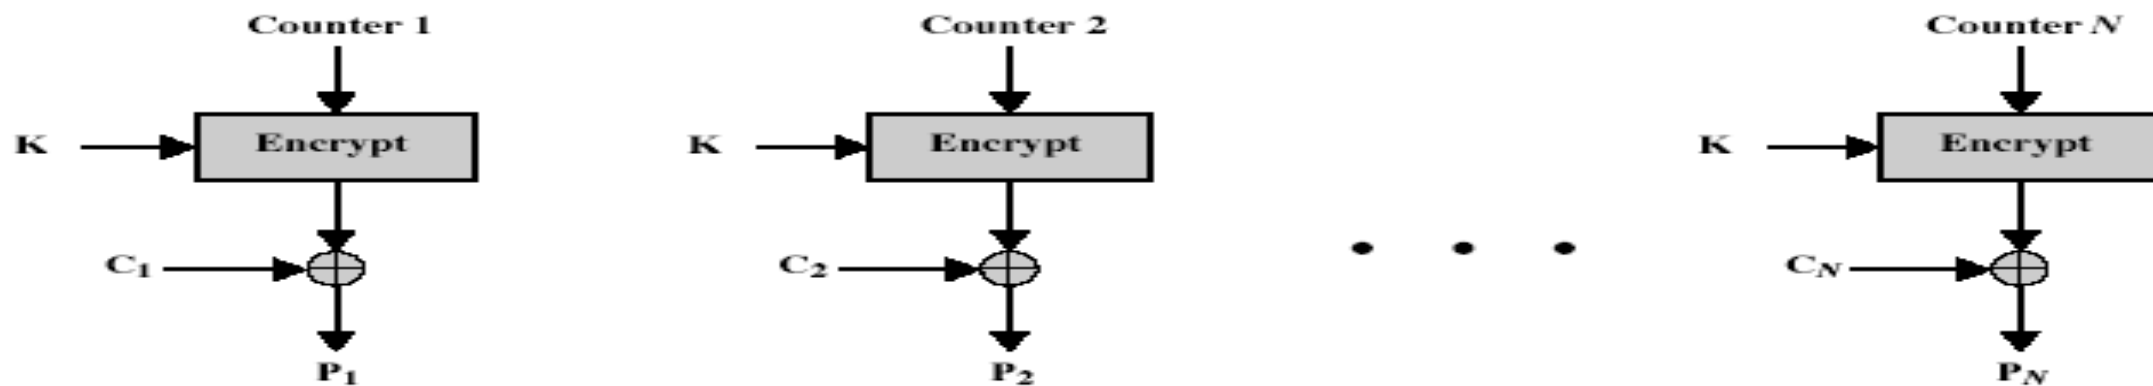 Counter 1 Counter 2 Counter N
K Encrypt K Encrypt K Encrypt
C1 C2 CN
P1 P2 PN